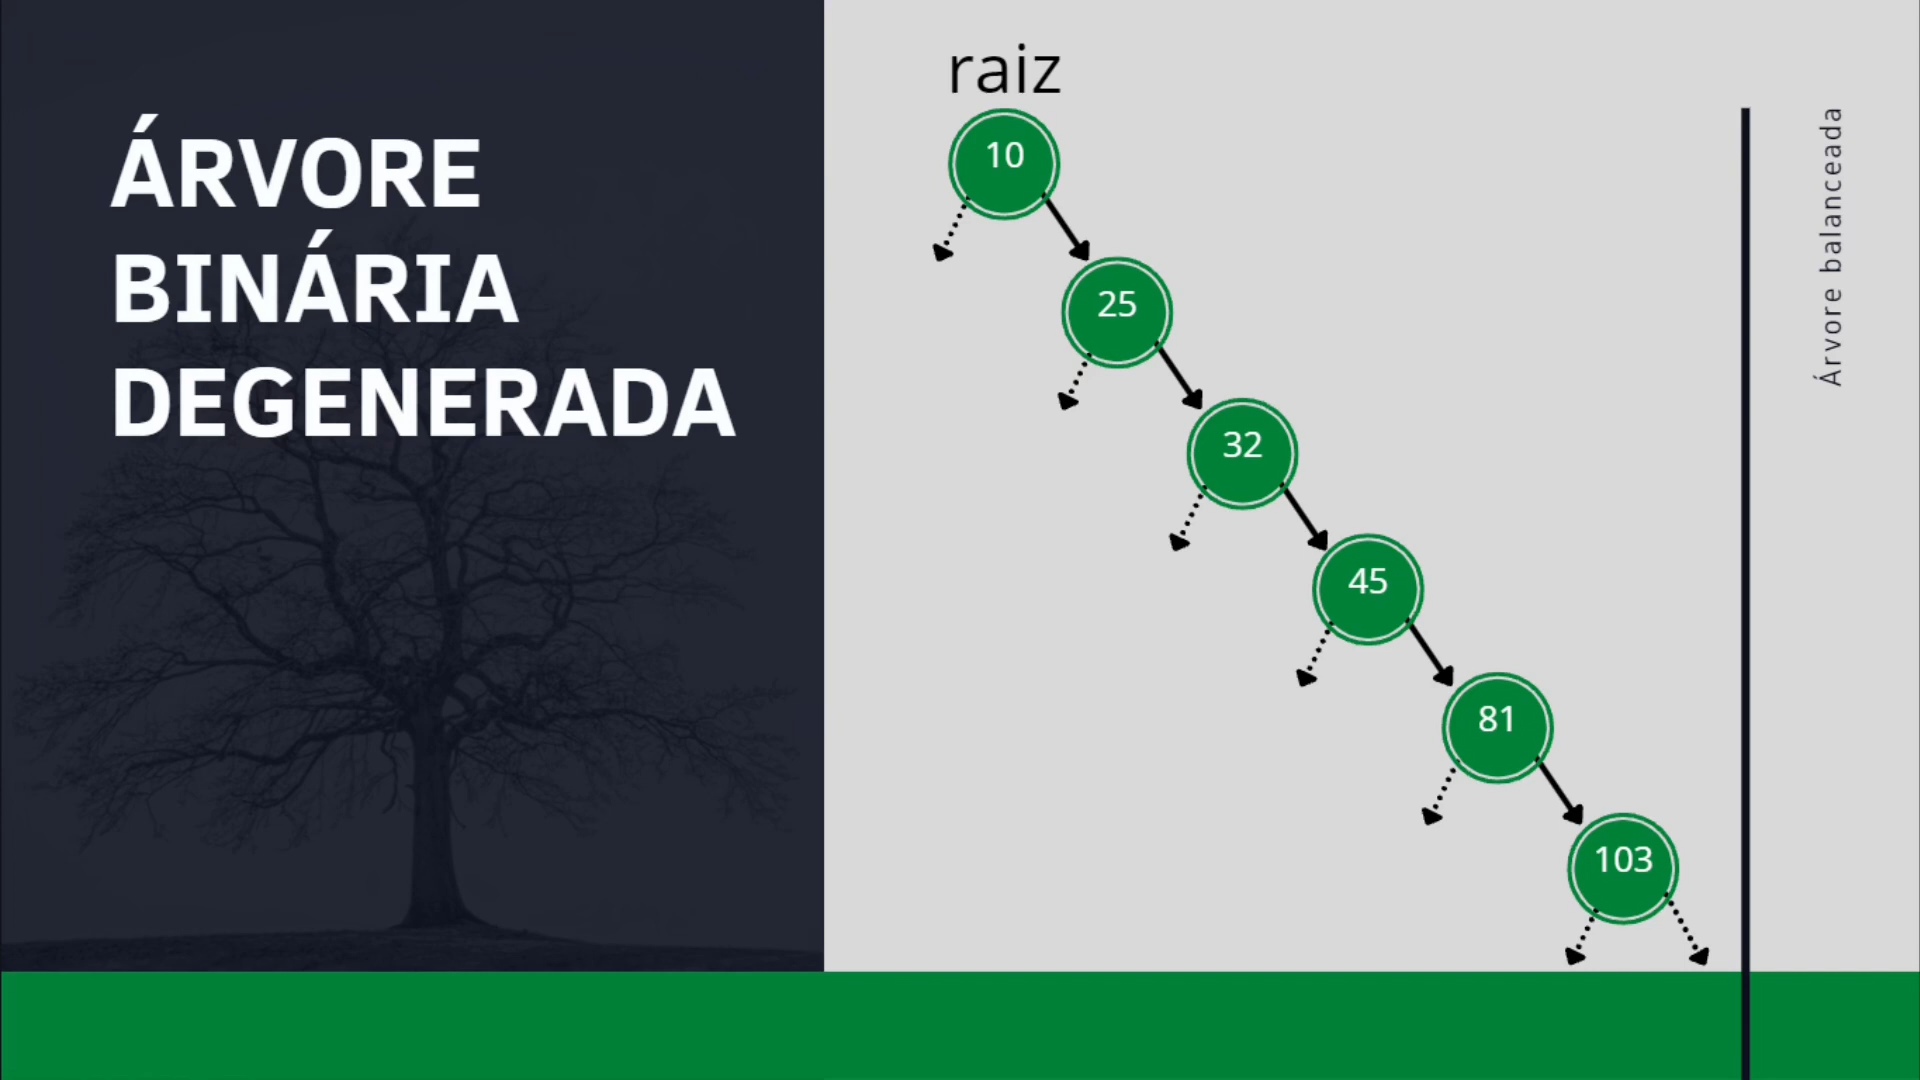 ÁRVORE
BINÁRIA
DEGENERADA
raiz
10
25
32
45
81
103
Árvore balanceada